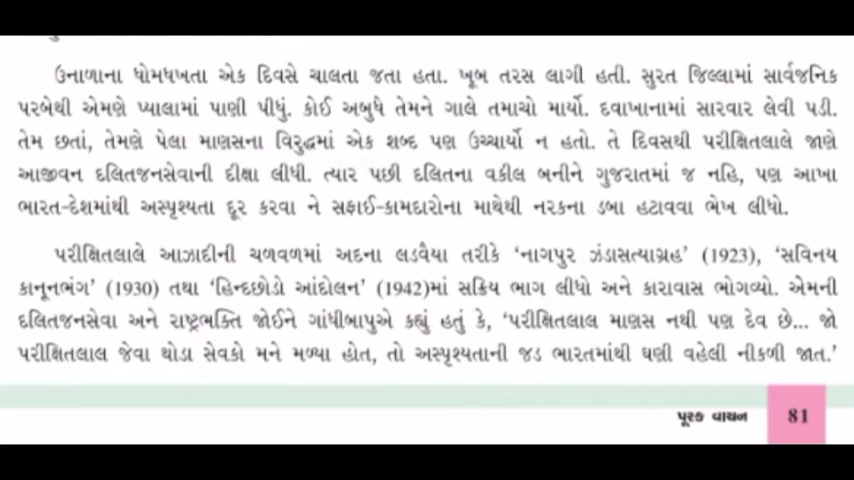 ઉનાળાના ધોમધખતા એક દિવસે ચાલતા જતા હતા. ખૂબ તરસ લાગી હતી. સુરત જિલ્લામાં સાર્વજનિક
પરબેથી એમણે પ્યાલામાં પાણી પીધું. કોઈ અબુધે તેમને ગાલે તમાચો માર્યો. દવાખાનામાં સારવાર લેવી પડી.
તેમ છતાં, તેમણે પેલા માણસના વિરુદ્ધમાં એક શબ્દ પણ ઉચ્ચાર્યો ન હતો. તે દિવસથી પરીક્ષિતલાલે જાણે
આજીવન દલિતજનસેવાની દીક્ષા લીધી. ત્યાર પછી દલિતના વકીલ બનીને ગુજરાતમાં જ નહિ, પણ આખા
ભારત-દેશમાંથી અસ્પૃશ્યતા દૂર કરવા ને સફાઈ-કામદારોના માથેથી નરકના ડબા હટાવવા ભેખ લીધો.
પરીક્ષિતલાલે આઝાદીની ચળવળમાં અદના લડવૈયા તરીકે ‘નાગપુર ઝંડાસત્યાગ્રહ’ (1923), ‘સવિનય
કાનૂનભંગ’ (1930) તથા ‘હિન્દછોડો આંદોલન’ (1942)માં સક્રિય ભાગ લીધો અને કારાવાસ ભોગવ્યો. એમની
દલિતજનસેવા અને રાષ્ટ્રભક્તિ જોઈને ગાંધીબાપુએ કહ્યું હતું કે, ‘પરીક્ષિતલાલ માણસ નથી પણ દેવ છે... જો
પરીક્ષિતલાલ જેવા થોડા સેવકો મને મળ્યા હોત, તો અસ્પૃશ્યતાની જડ ભારતમાંથી ઘણી વહેલી નીકળી જાત.’
પૂરક વાચન 81